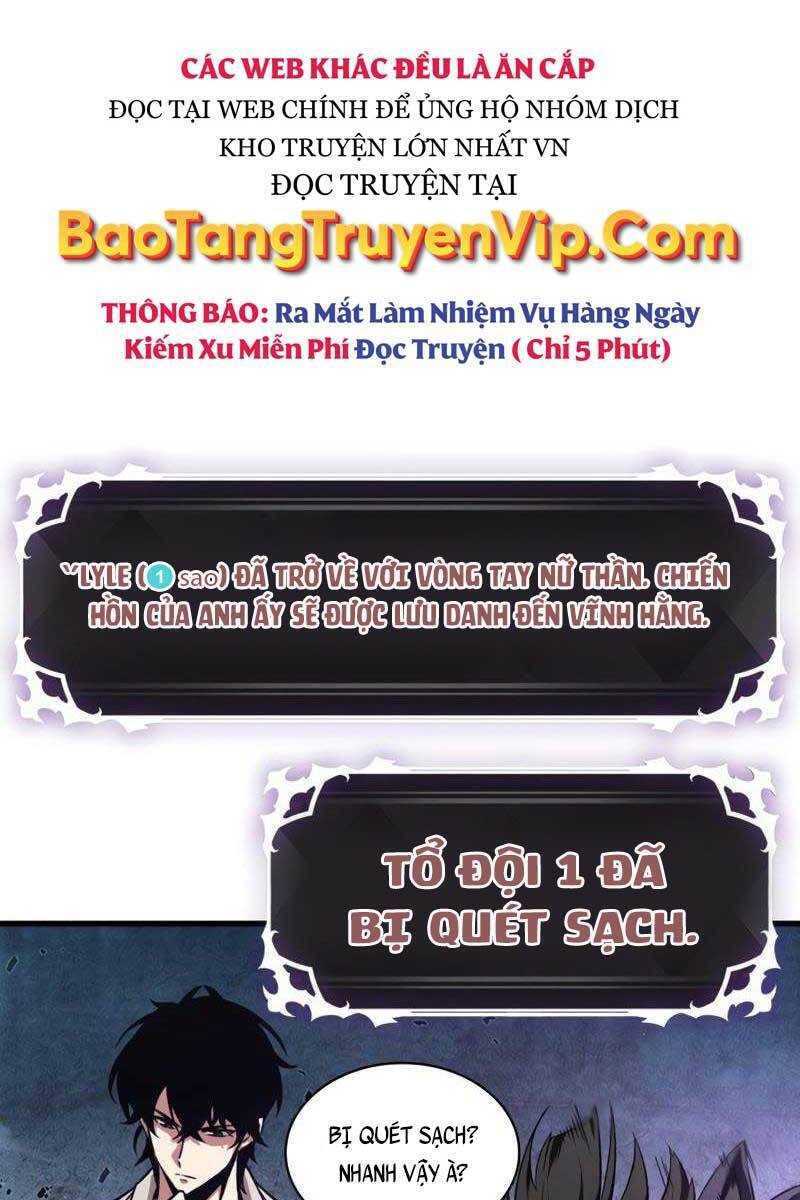 CÁC WEB KHÁC ĐỀU LÀ ĂN CẮP
ĐỌC TẠI WEB CHÍNH ĐỂ ỦNG HỘ NHÓM DỊCH
KHO TRUYỆN LỚN NHẤT VN
ĐỌC TRUYỆN TẠI
BaoTangTruyenVip.Com
THÔNG BÁO: Ra Mắt Làm Nhiệm Vụ Hàng Ngày
Kiếm Xu Miễn Phí Đọc Truyện ( Chỉ 5 Phút)
"LYLE (1 sao) ĐÃ TRỞ VỀ VỚI VÒNG TAY NỮ THẦN. CHIẾN
HỒN CỦA ANH ẤY SẼ ĐƯỢC LƯU DANH ĐẾN VĨNH HẰNG.
TỔ ĐỘI 1 ĐÃ
BỊ QUÉT SẠCH.
BỊ QUÉT SẠCH?
NHANH VẬY À?